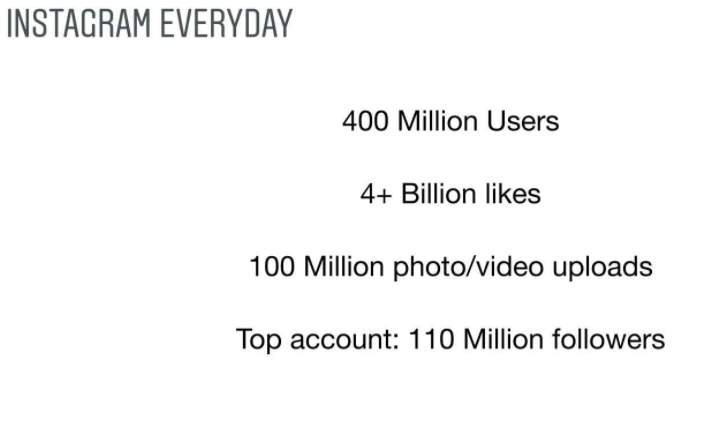 INSTAGRAM EVERYDAY
400 Million Users
4+ Billion likes
100 Million photo/video uploads
Top account: 110 Million followers